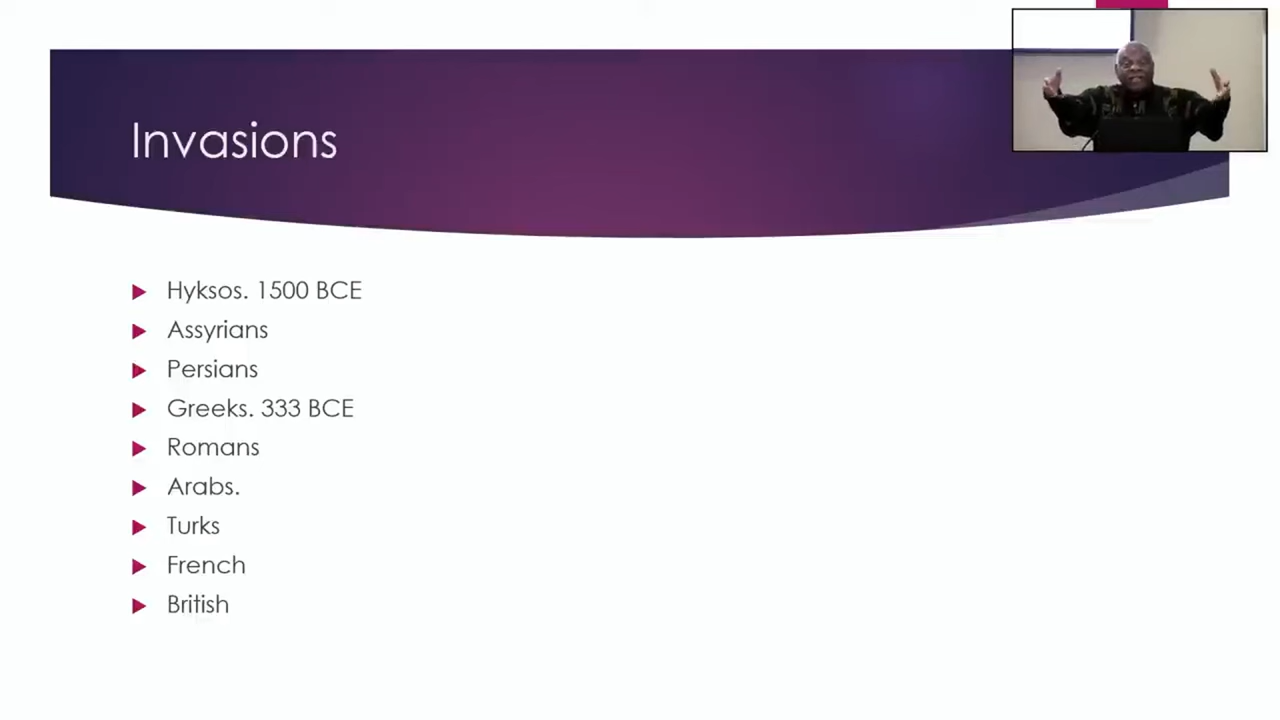 Invasions
Hyksos. 1500 BCE
Assyrians
Persians
Greeks. 333 BCE
Romans
Arabs.
Turks
French
British